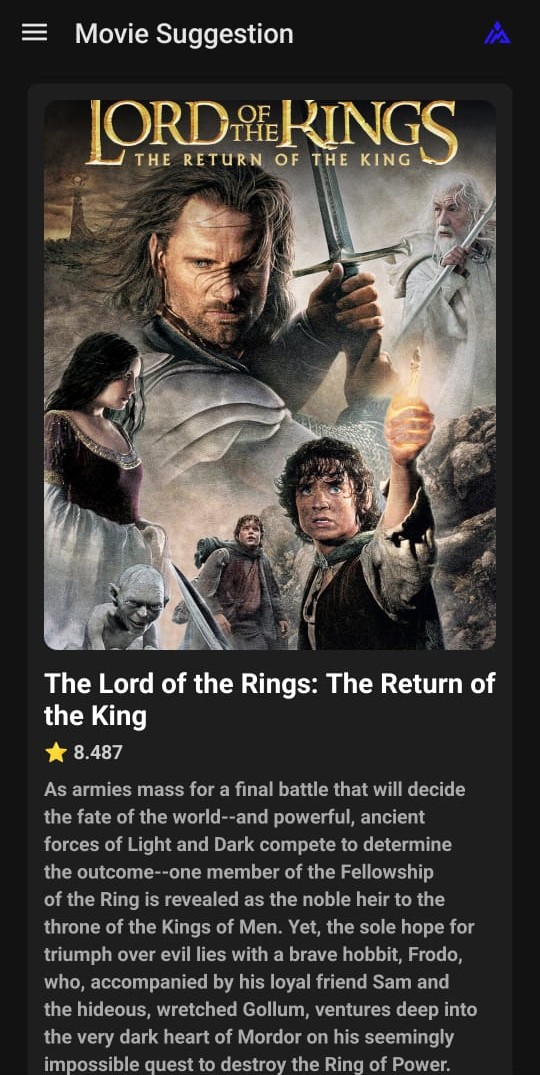 Movie Suggestion
LORD OF THE RINGS
THE RETURN OF THE KING
The Lord of the Rings: The Return of
the King
8.487
As armies mass for a final battle that will decide
the fate of the world--and powerful, ancient
forces of Light and Dark compete to determine
the outcome--one member of the Fellowship
of the Ring is revealed as the noble heir to the
throne of the Kings of Men. Yet, the sole hope for
triumph over evil lies with a brave hobbit, Frodo,
who, accompanied by his loyal friend Sam and
the hideous, wretched Gollum, ventures deep into
the very dark heart of Mordor on his seemingly
impossible quest to destroy the Ring of Power.